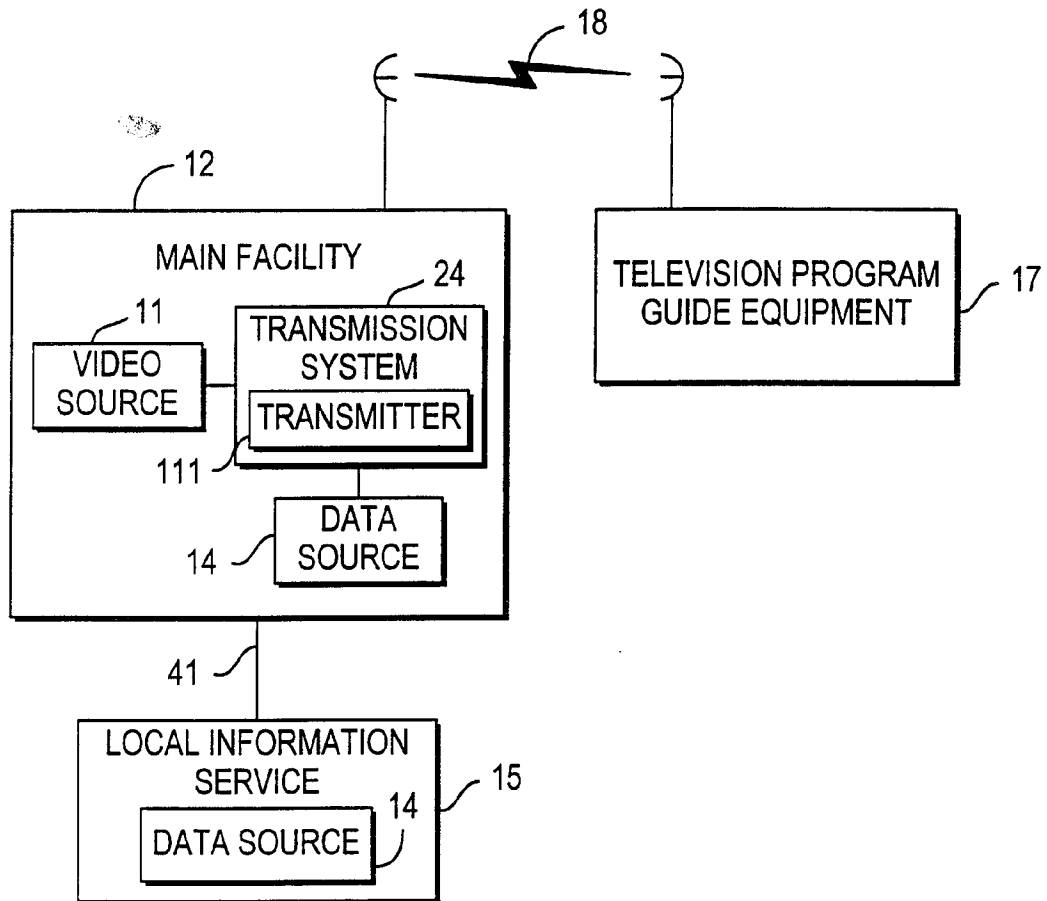 18
12
MAIN FACILITY
24
11
TRANSMISSION
SYSTEM
VIDEO
SOURCE
TRANSMITTER
111
DATA
SOURCE
14
TELEVISION PROGRAM
GUIDE EQUIPMENT
17
41
LOCAL INFORMATION
SERVICE
15
14
DATA SOURCE